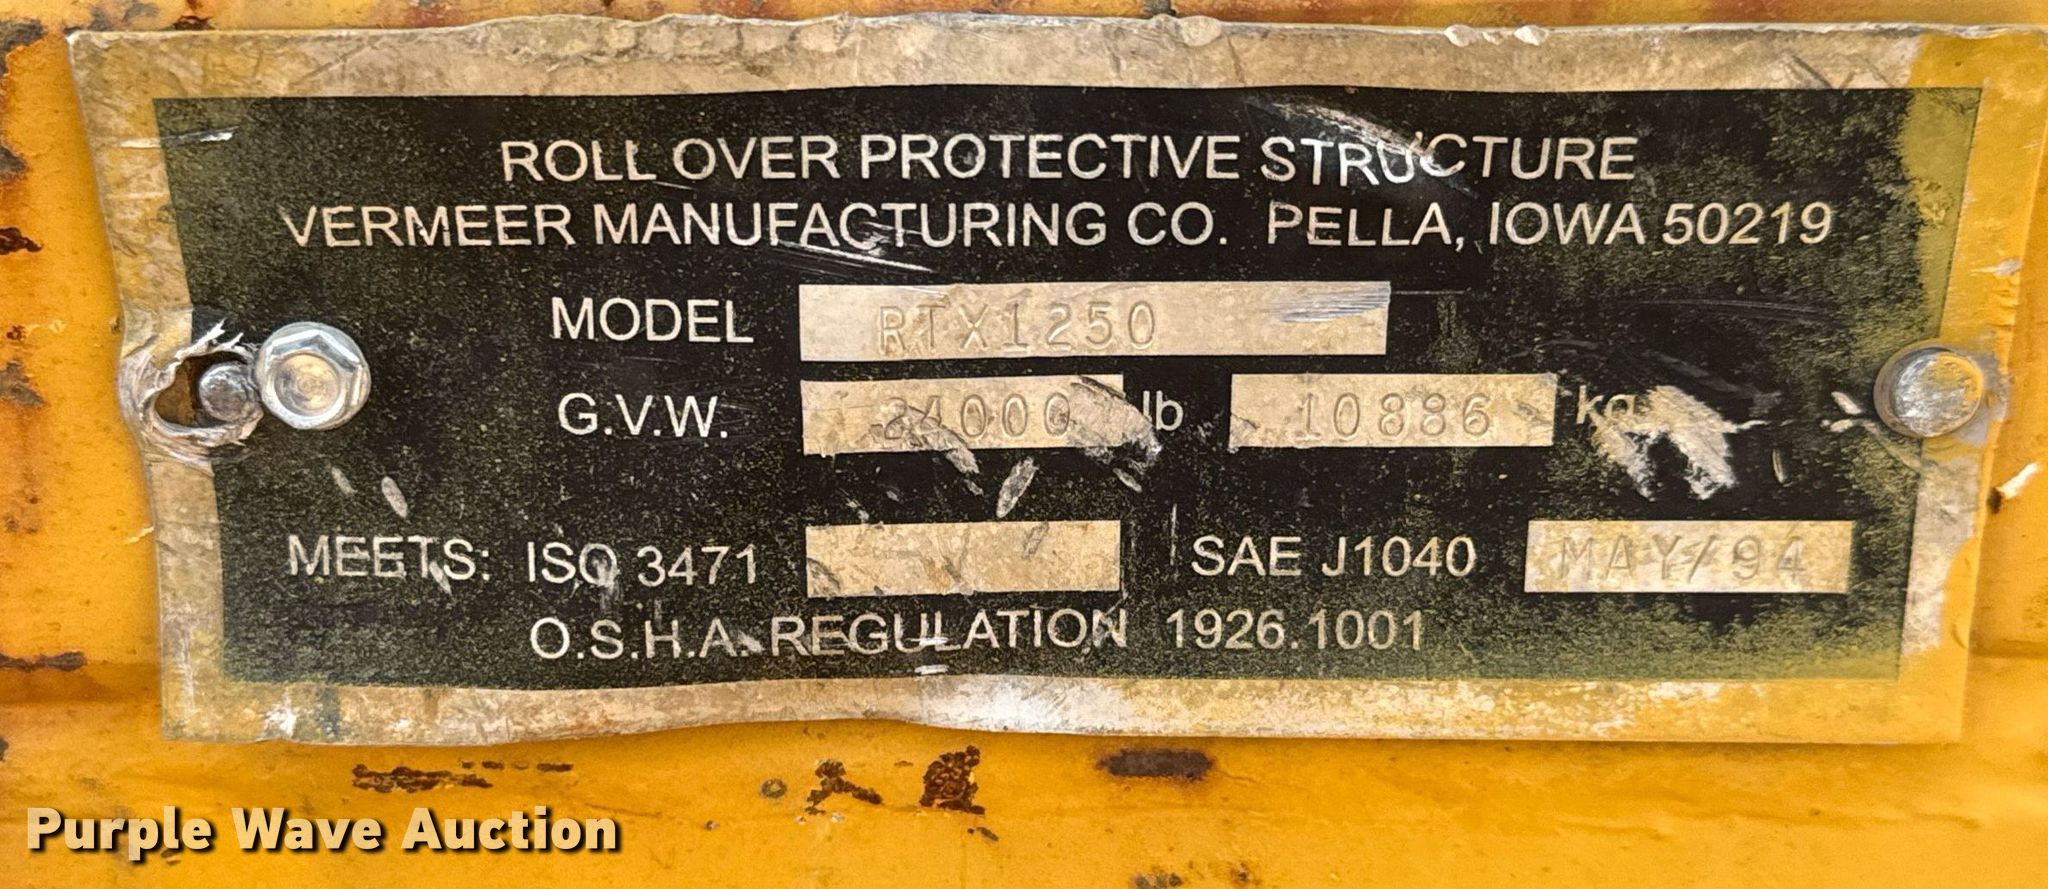 ROLL OVER PROTECTIVE STRUCTURE
VERMEER MANUFACTURING CO. PELLA, IOWA 50219
MODEL RTX1250
G.V.W. 24000 lb 10886 kg
MEETS: ISO 3471 SAE J1040 MAY/94
O.S.H.A. REGULATION 1926.1001
Purple Wave Auction